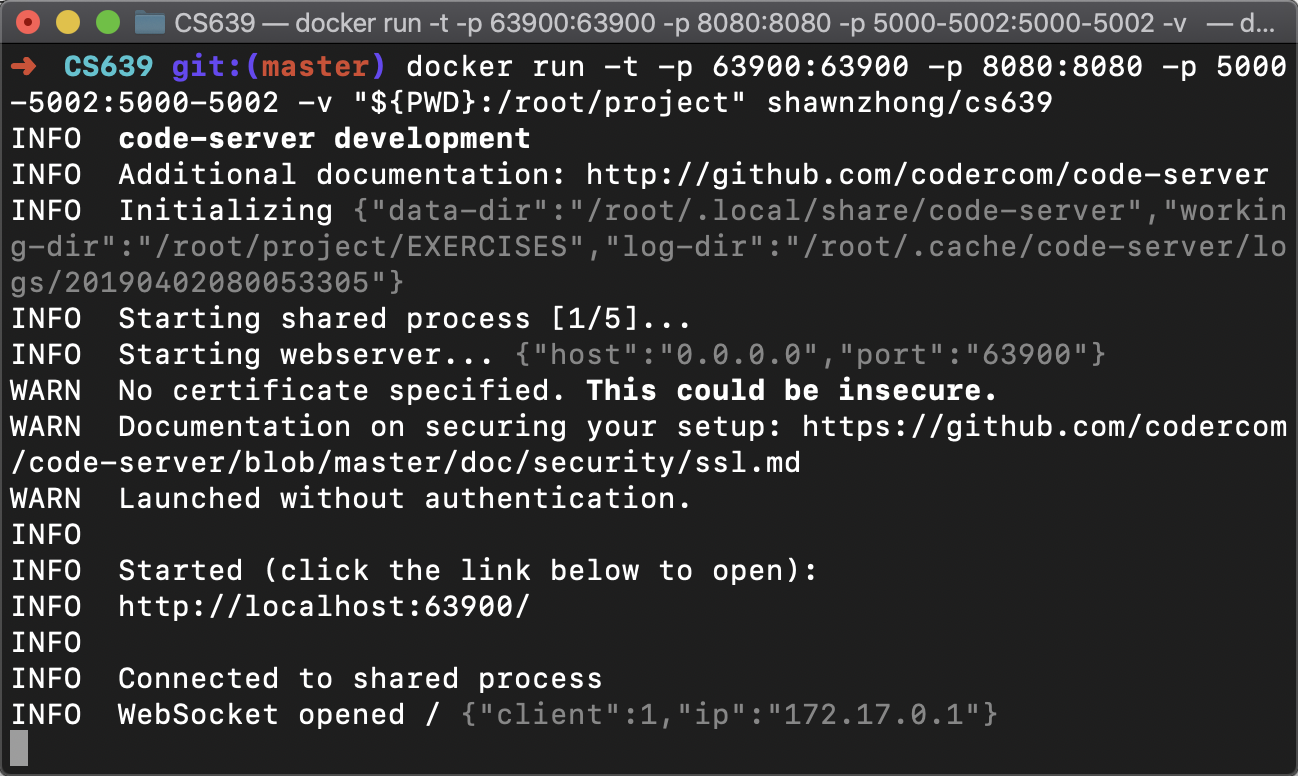 CS639 — docker run -t -p 63900:63900 -p 8080:8080 -p 5000-5002:5000-5002 -v — d...
➜ CS639 git:(master) docker run -t -p 63900:63900 -p 8080:8080 -p 5000
-5002:5000-5002 -v "${PWD}:/root/project" shawnzhong/cs639
INFO code-server development
INFO Additional documentation: http://github.com/codercom/code-server
INFO Initializing {"data-dir":"/root/.local/share/code-server","workin
g-dir":"/root/project/EXERCISES","log-dir":"/root/.cache/code-server/lo
gs/20190402080053305"}
INFO Starting shared process [1/5]...
INFO Starting webserver... {"host":"0.0.0.0","port":"63900"}
WARN No certificate specified. This could be insecure.
WARN Documentation on securing your setup: https://github.com/codercom
/code-server/blob/master/doc/security/ssl.md
WARN Launched without authentication.
INFO
INFO Started (click the link below to open):
INFO http://localhost:63900/
INFO
INFO Connected to shared process
INFO WebSocket opened / {"client":1,"ip":"172.17.0.1"}